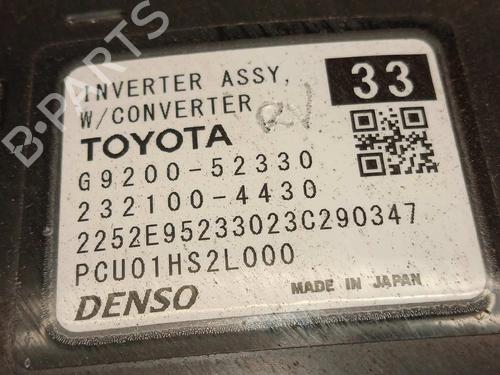 B-PARTS
INVERTER ASSY, 33
W/CONVERTER
TOYOTA
G9200-52330
232100-4430
2252E95233023C290347
PCU01HS2L000
MADE IN JAPAN
DENSO